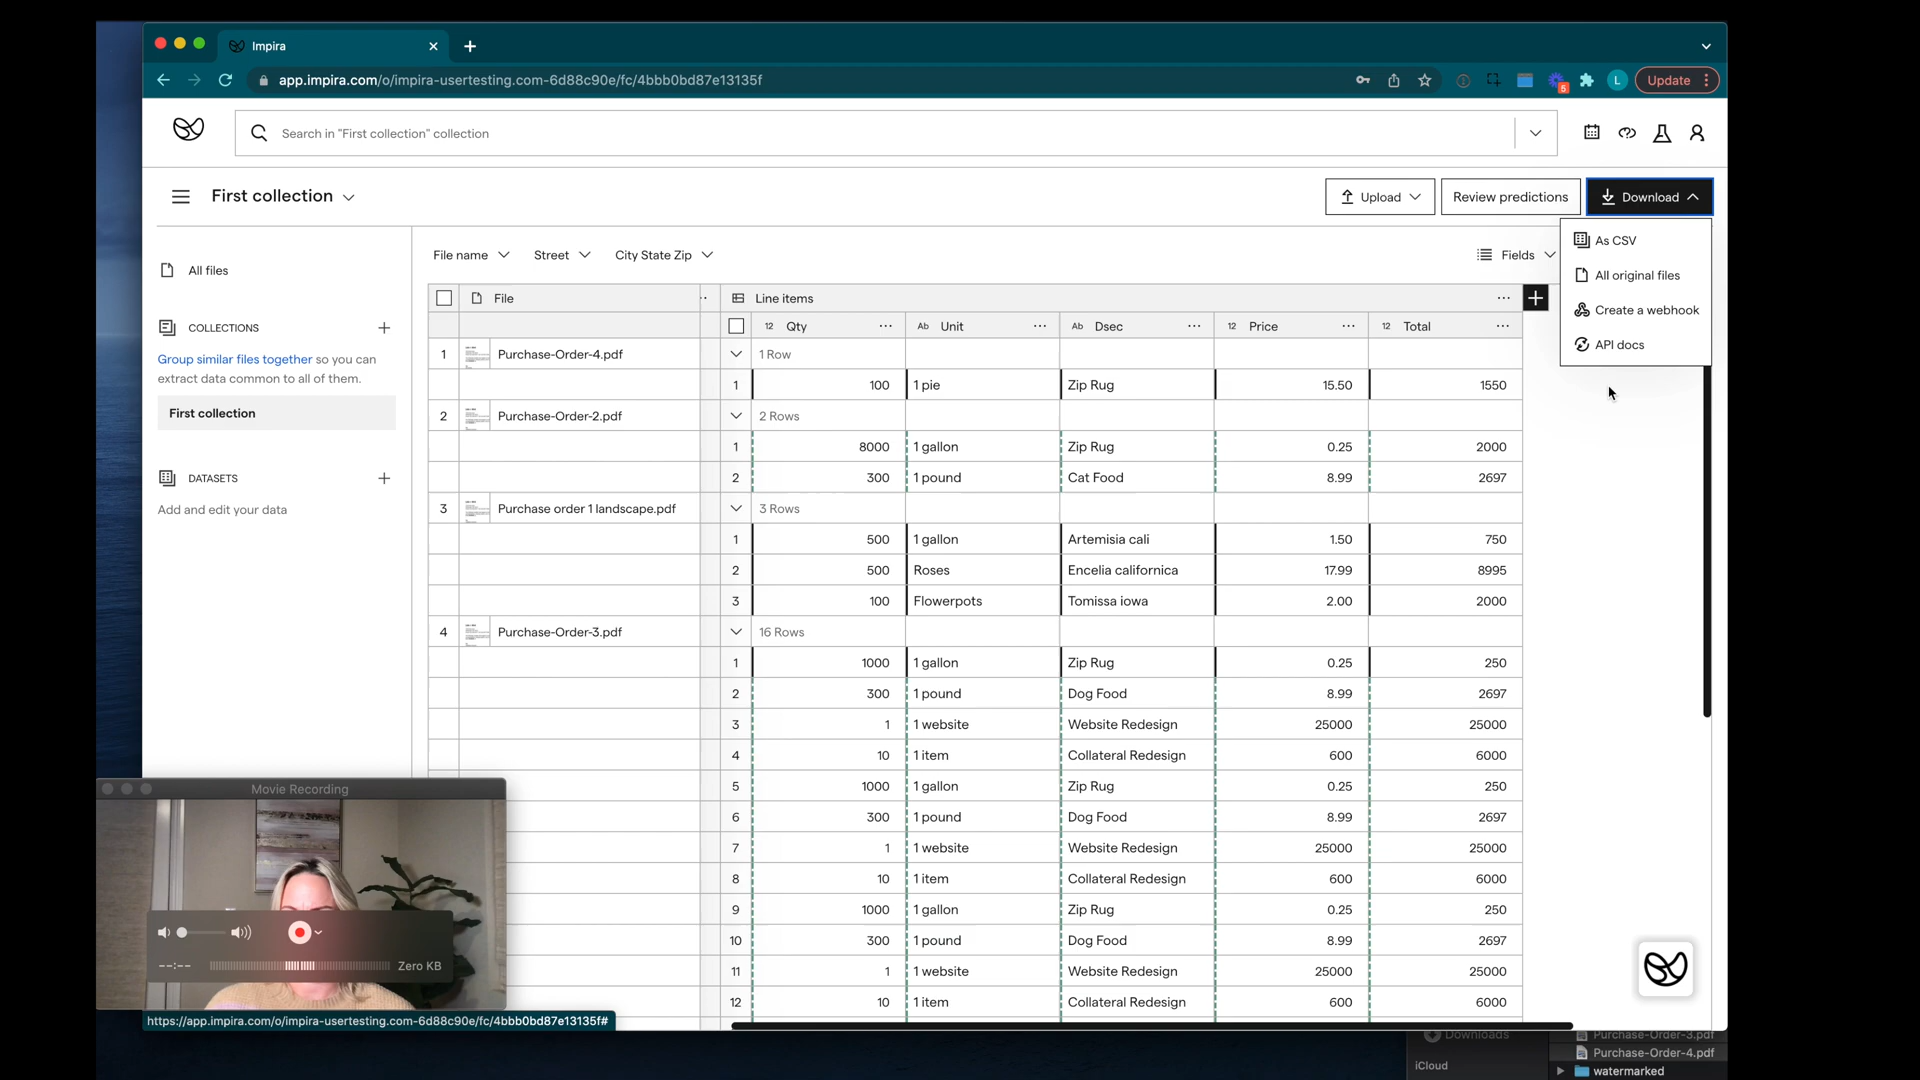 Impira
app.impira.com/o/impira-usertesting.com-6d88c90e/fc/4bbb0bd87e13135f
5
L
Update
Search in "First collection" collection
First collection
Upload
Review predictions
Download
As CSV
All original files
Create a webhook
API docs
All files
COLLECTIONS
Group similar files together so you can
extract data common to all of them.
First collection
DATASETS
Add and edit your data
File name
Street
City State Zip
Fields
File
Line items
12 Qty
Ab Unit
Ab Dsec
12 Price
12 Total
1 Purchase-Order-4.pdf 1 Row
1 100 1 pie Zip Rug 15.50 1550
2 Purchase-Order-2.pdf 2 Rows
1 8000 1 gallon Zip Rug 0.25 2000
2 300 1 pound Cat Food 8.99 2697
3 Purchase order 1 landscape.pdf 3 Rows
1 500 1 gallon Artemisia cali 1.50 750
2 500 Roses Encelia californica 17.99 8995
3 100 Flowerpots Tomissa iowa 2.00 2000
4 Purchase-Order-3.pdf 16 Rows
1 1000 1 gallon Zip Rug 0.25 250
2 300 1 pound Dog Food 8.99 2697
3 1 1 website Website Redesign 25000 25000
4 10 1 item Collateral Redesign 600 6000
5 1000 1 gallon Zip Rug 0.25 250
6 300 1 pound Dog Food 8.99 2697
7 1 1 website Website Redesign 25000 25000
8 10 1 item Collateral Redesign 600 6000
9 1000 1 gallon Zip Rug 0.25 250
10 300 1 pound Dog Food 8.99 2697
11 1 1 website Website Redesign 25000 25000
12 10 1 item Collateral Redesign 600 6000
Movie Recording
--:--
Zero KB
https://app.impira.com/o/impira-usertesting.com-6d88c90e/fc/4bbb0bd87e13135f#
Downloads
iCloud
Purchase-Order-3.pdf
Purchase-Order-4.pdf
watermarked